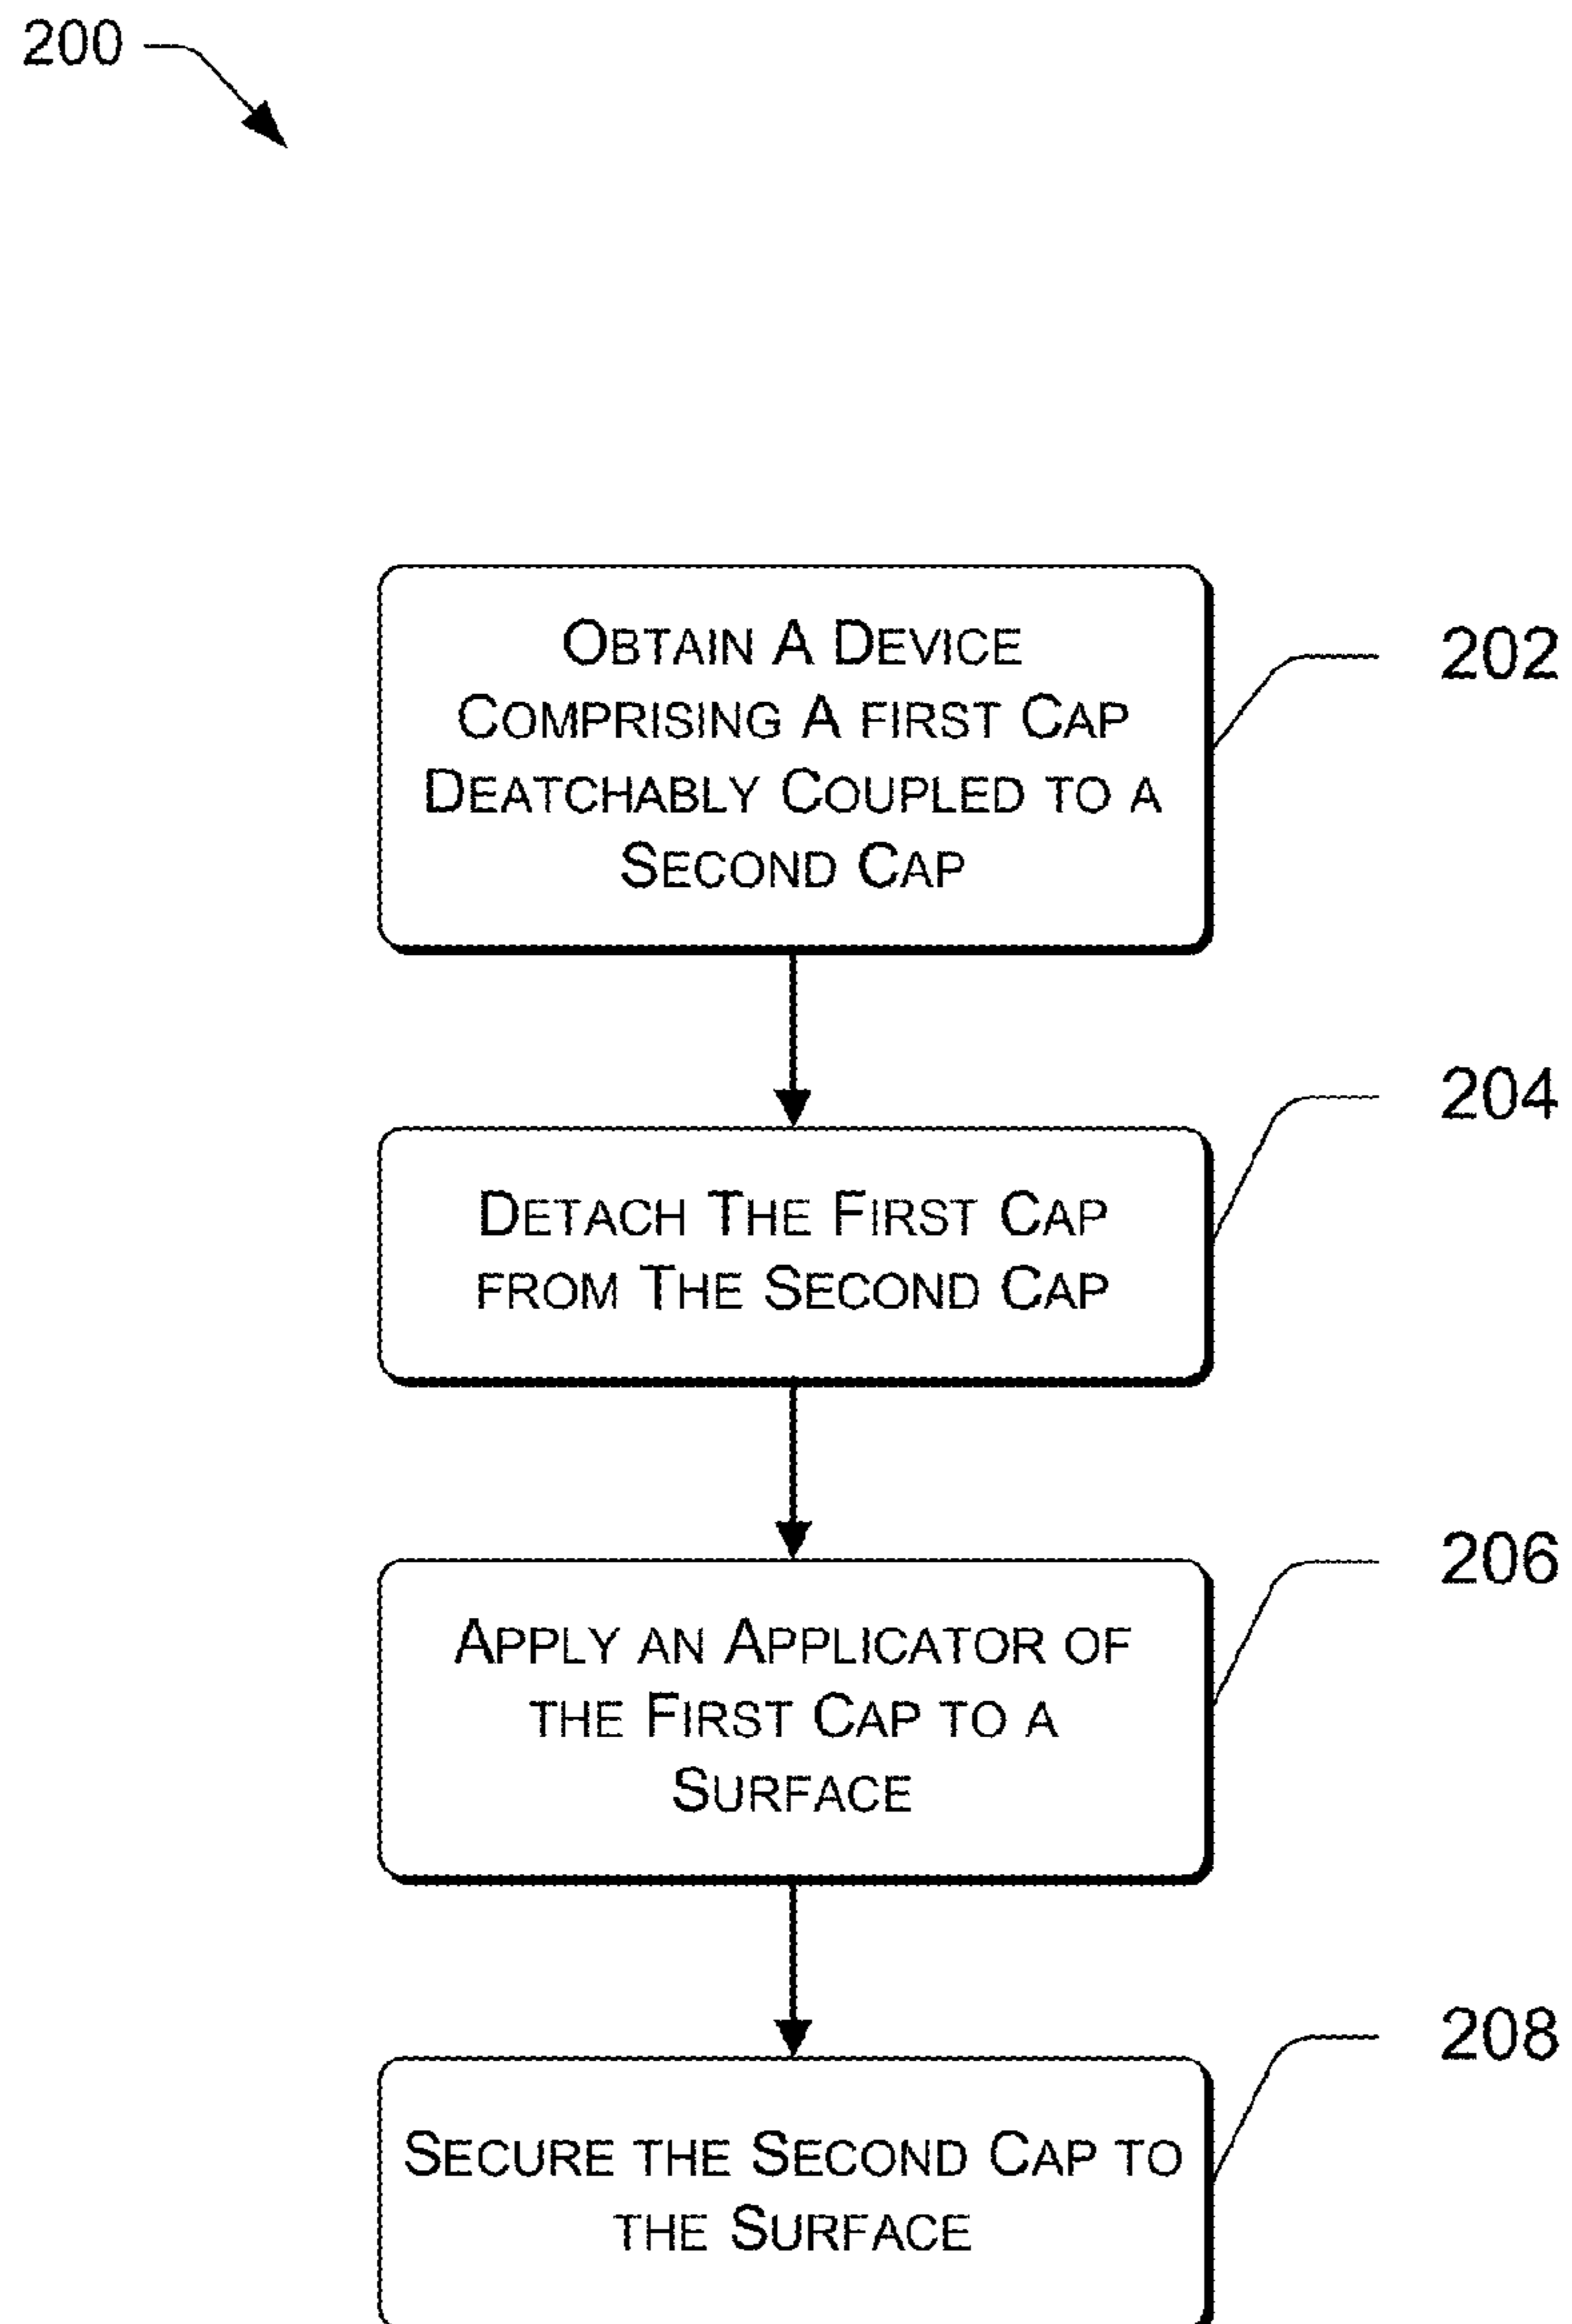 200
OBTAIN A DEVICE
COMPRISING A FIRST CAP
DEATCHABLY COUPLED TO A
SECOND CAP
202
DETACH THE FIRST CAP
FROM THE SECOND CAP
204
APPLY AN APPLICATOR OF
THE FIRST CAP TO A
SURFACE
206
SECURE THE SECOND CAP TO
THE SURFACE
208